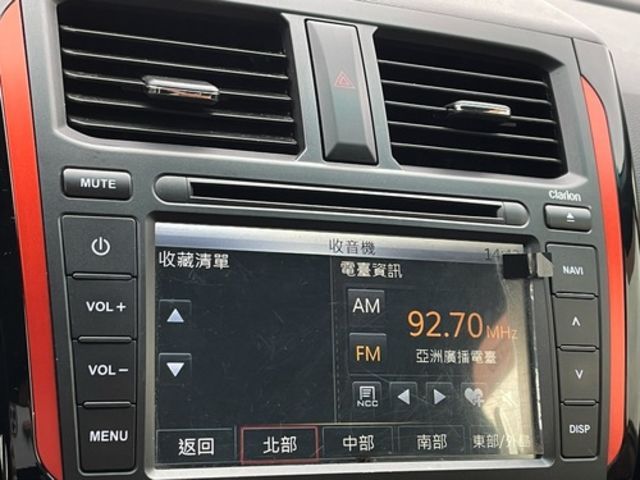 MUTE
clarion
VOL +
VOL −
MENU
NAVI
DISP
收音機
收藏清單
電臺資訊
AM
92.70 MHz
FM
亞洲廣播電臺
NCC
返回
北部
中部
南部
東部/外島